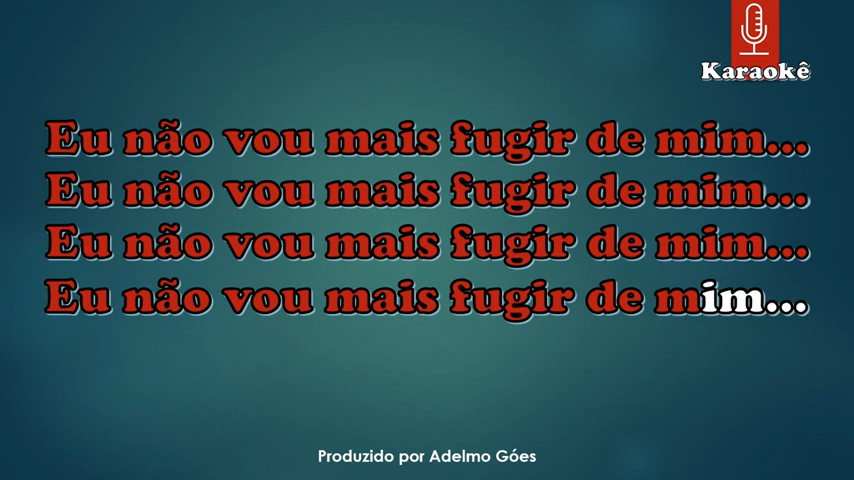 Karaokê
Eu não vou mais fugir de mim...
Eu não vou mais fugir de mim...
Eu não vou mais fugir de mim...
Eu não vou mais fugir de mim...
Produzido por Adelmo Góes